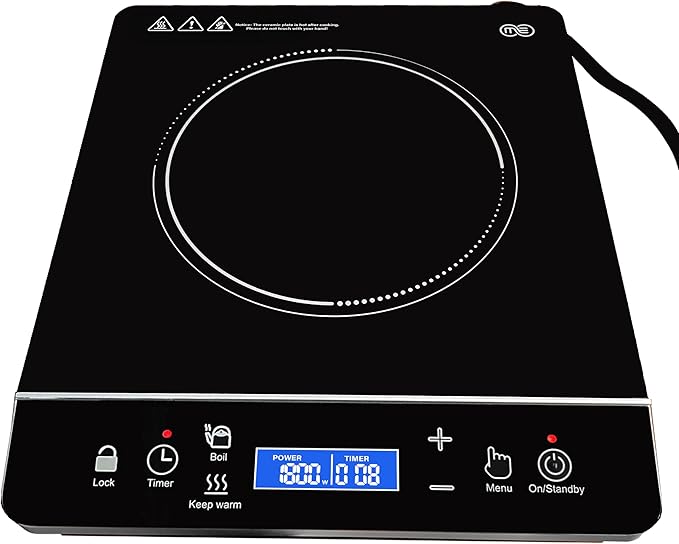 Notice: The ceramic plate is hot after cooking.
Please do not touch with your hand!
POWER TIMER
1800w 0 08
Boil
Lock Timer
Keep warm
Menu On/Standby